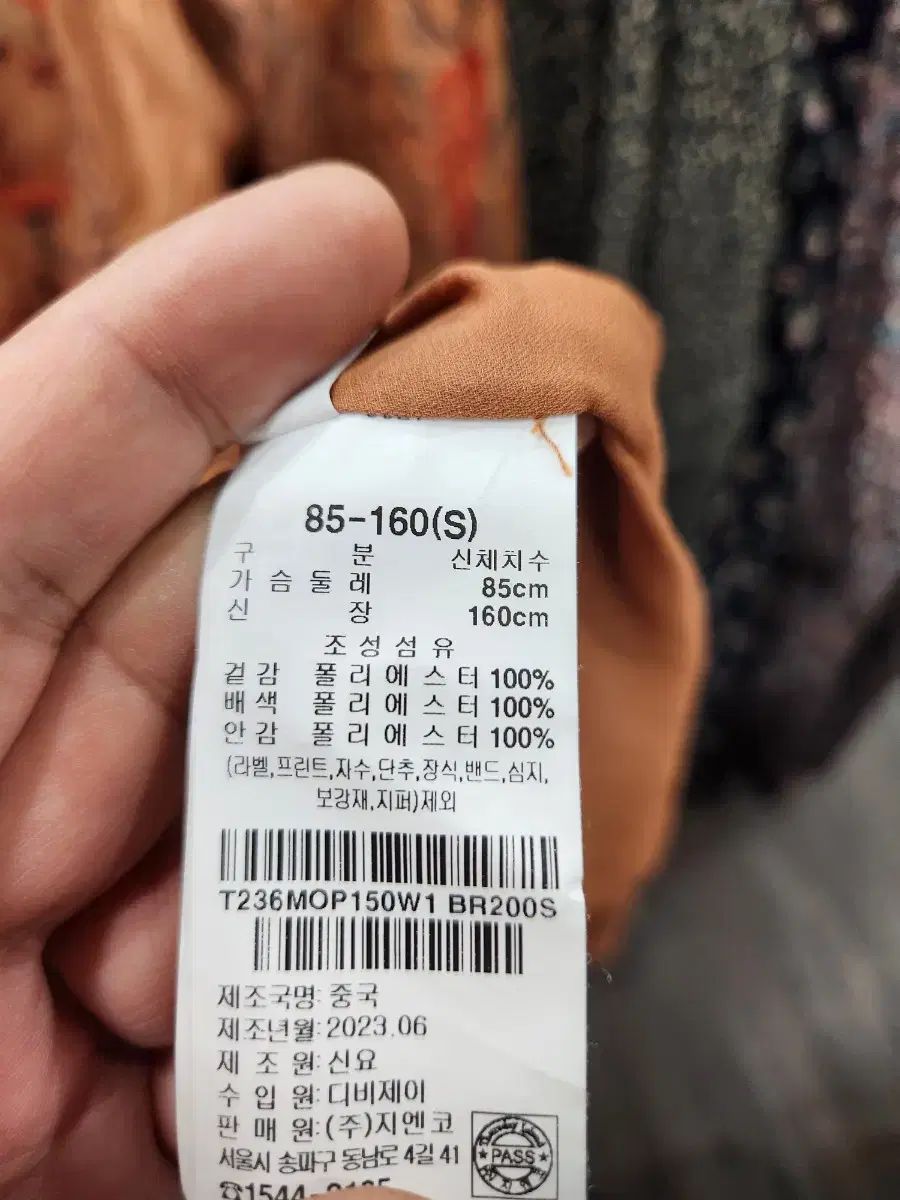 85-160(S)
구 분 신체치수
가 슴 둘 레 85cm
신 장 160cm
조 성 섬 유
겉 감 폴 리 에 스 터 100%
배 색 폴 리 에 스 터 100%
안 감 폴 리 에 스 터 100%
(라벨,프린트,자수,단추,장식,밴드,심지,
보강재,지퍼)제외
T236MOP150W1 BR200S
제조국명: 중국
제조년월: 2023.06
제 조 원: 신요
수 입 원: 디비제이
판 매 원: (주)지엔코
서울시 송파구 동남로 4길 41
☎1544-
PASS